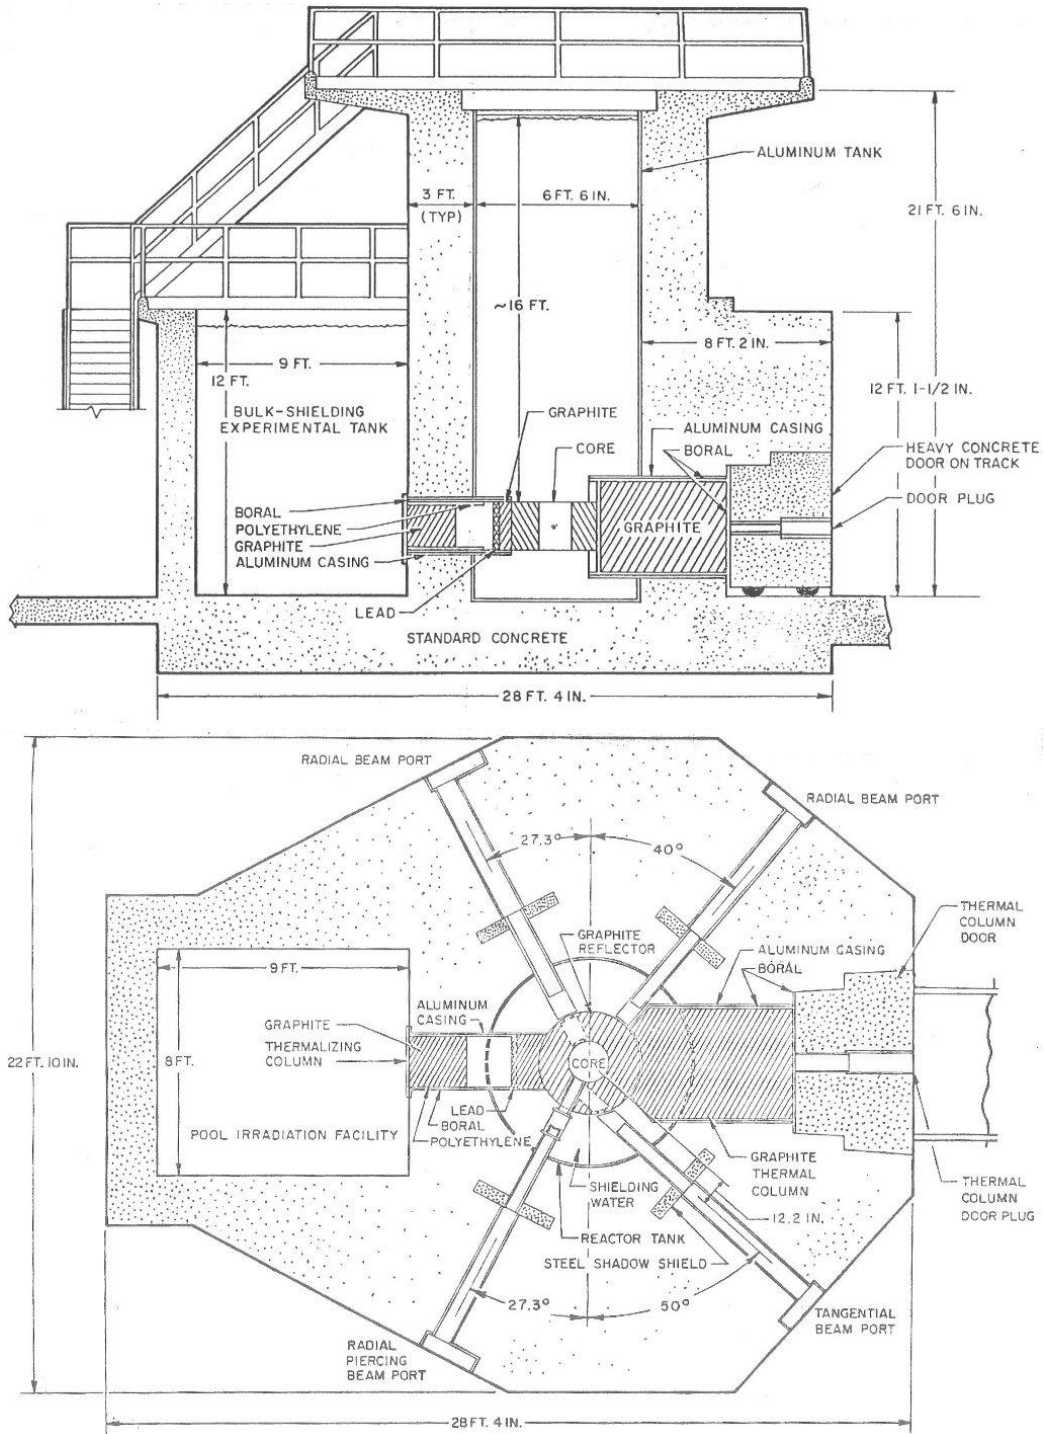 ALUMINUM TANK
3 FT.
(TYP)
6 FT. 6 IN.
21 FT. 6 IN.
~16 FT.
8 FT. 2 IN.
9 FT.
12 FT.
12 FT. 1-1/2 IN.
BULK-SHIELDING
EXPERIMENTAL TANK
GRAPHITE
CORE
ALUMINUM CASING
BORAL
HEAVY CONCRETE
DOOR ON TRACK
DOOR PLUG
BORAL
POLYETHYLENE
GRAPHITE
ALUMINUM CASING
GRAPHITE
LEAD
STANDARD CONCRETE
28 FT. 4 IN.
RADIAL BEAM PORT
RADIAL BEAM PORT
27.3°
40°
GRAPHITE
REFLECTOR
THERMAL
COLUMN
DOOR
ALUMINUM CASING
BORAL
9 FT.
ALUMINUM
CASING
GRAPHITE
THERMALIZING
COLUMN
8 FT.
22 FT. 10 IN.
CORE
LEAD
BORAL
POLYETHYLENE
POOL IRRADIATION FACILITY
GRAPHITE
THERMAL
COLUMN
SHIELDING
WATER
12.2 IN.
THERMAL
COLUMN
DOOR PLUG
REACTOR TANK
STEEL SHADOW SHIELD
27.3°
50°
TANGENTIAL
BEAM PORT
RADIAL
PIERCING
BEAM PORT
28 FT. 4 IN.